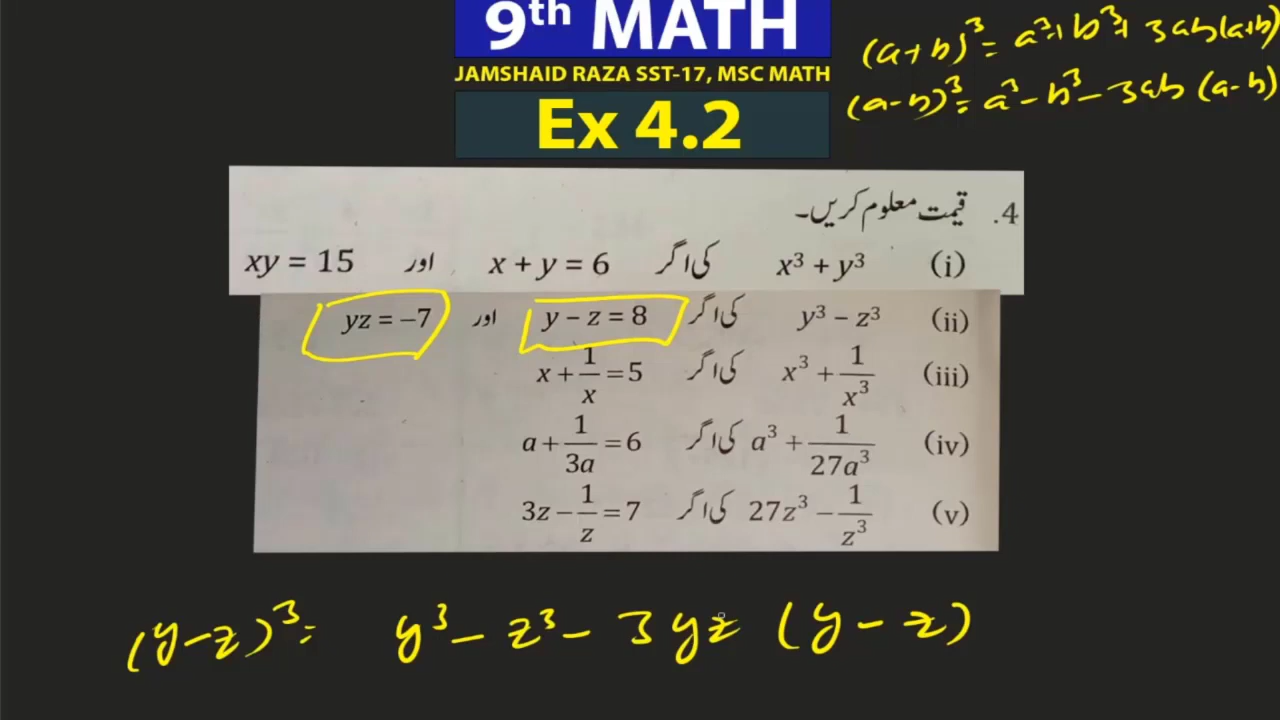 9th MATH
JAMSHAID RAZA SST-17, MSC MATH
Ex 4.2
(a+b)³ = a³+b³+3ab(a+b)
(a-b)³ = a³-b³-3ab(a-b)
4. قیمت معلوم کریں۔
(i) x³ + y³ کی اگر x + y = 6 اور xy = 15
(ii) y³ – z³ کی اگر y – z = 8 اور yz = –7
(iii) x³ + 1/x³ کی اگر x + 1/x = 5
(iv) a³ + 1/27a³ کی اگر a + 1/3a = 6
(v) 27z³ – 1/z³ کی اگر 3z – 1/z = 7
(y-z)³ = y³ - z³ - 3yz (y - z)